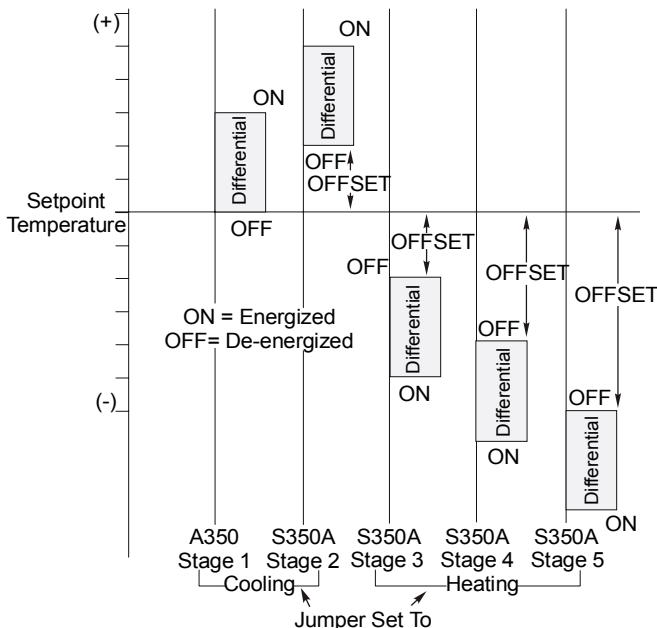 (+)
ON
Differential
OFF
OFFSET
ON
Differential
Setpoint
Temperature
OFF
OFFSET
OFF
Differential
ON
OFFSET
OFF
Differential
ON
OFFSET
OFF
Differential
ON
ON = Energized
OFF= De-energized
(-)
A350
Stage 1
S350A
Stage 2
S350A
Stage 3
S350A
Stage 4
S350A
Stage 5
Cooling
Heating
Jumper Set To